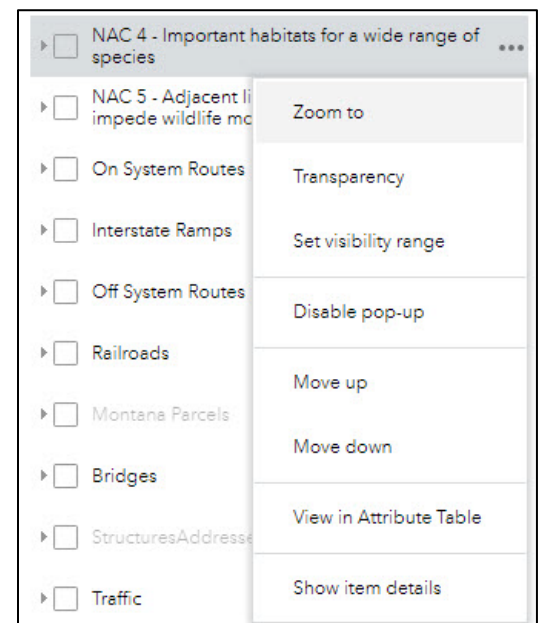 NAC 4 - Important habitats for a wide range of
species
NAC 5 - Adjacent li
impede wildlife mo
On System Routes
Interstate Ramps
Off System Routes
Railroads
Montana Parcels
Bridges
StructuresAddresse
Traffic
Zoom to
Transparency
Set visibility range
Disable pop-up
Move up
Move down
View in Attribute Table
Show item details